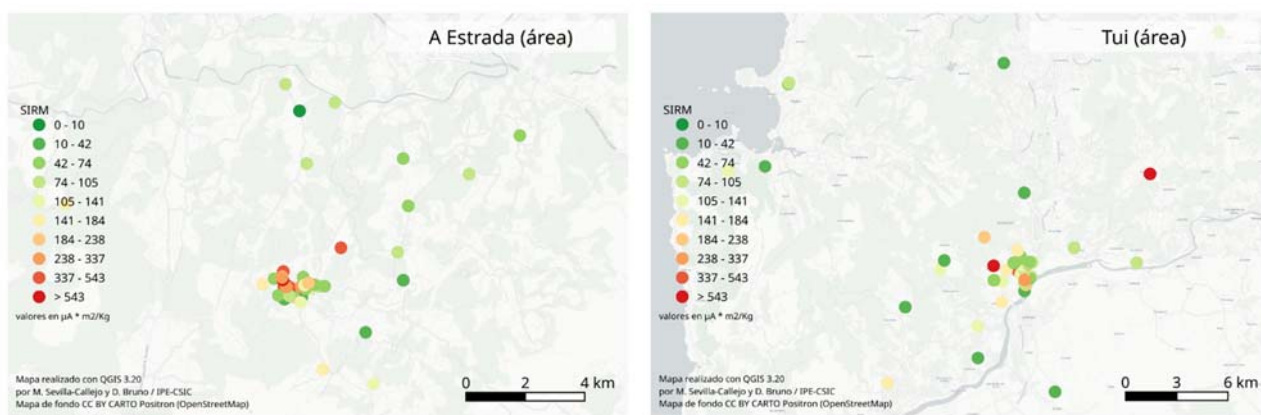 A Estrada (área)
SIRM
0 - 10
10 - 42
42 - 74
74 - 105
105 - 141
141 - 184
184 - 238
238 - 337
337 - 543
> 543
valores en µA * m2/Kg
Mapa realizado con QGIS 3.20
por M. Sevilla-Callejo y D. Bruno / IPE-CSIC
Mapa de fondo CC BY CARTO Positron (OpenStreetMap)
0 2 4 km
Tui (área)
SIRM
0 - 10
10 - 42
42 - 74
74 - 105
105 - 141
141 - 184
184 - 238
238 - 337
337 - 543
> 543
valores en µA * m2/Kg
Mapa realizado con QGIS 3.20
por M. Sevilla-Callejo y D. Bruno / IPE-CSIC
Mapa de fondo CC BY CARTO Positron (OpenStreetMap)
0 3 6 km